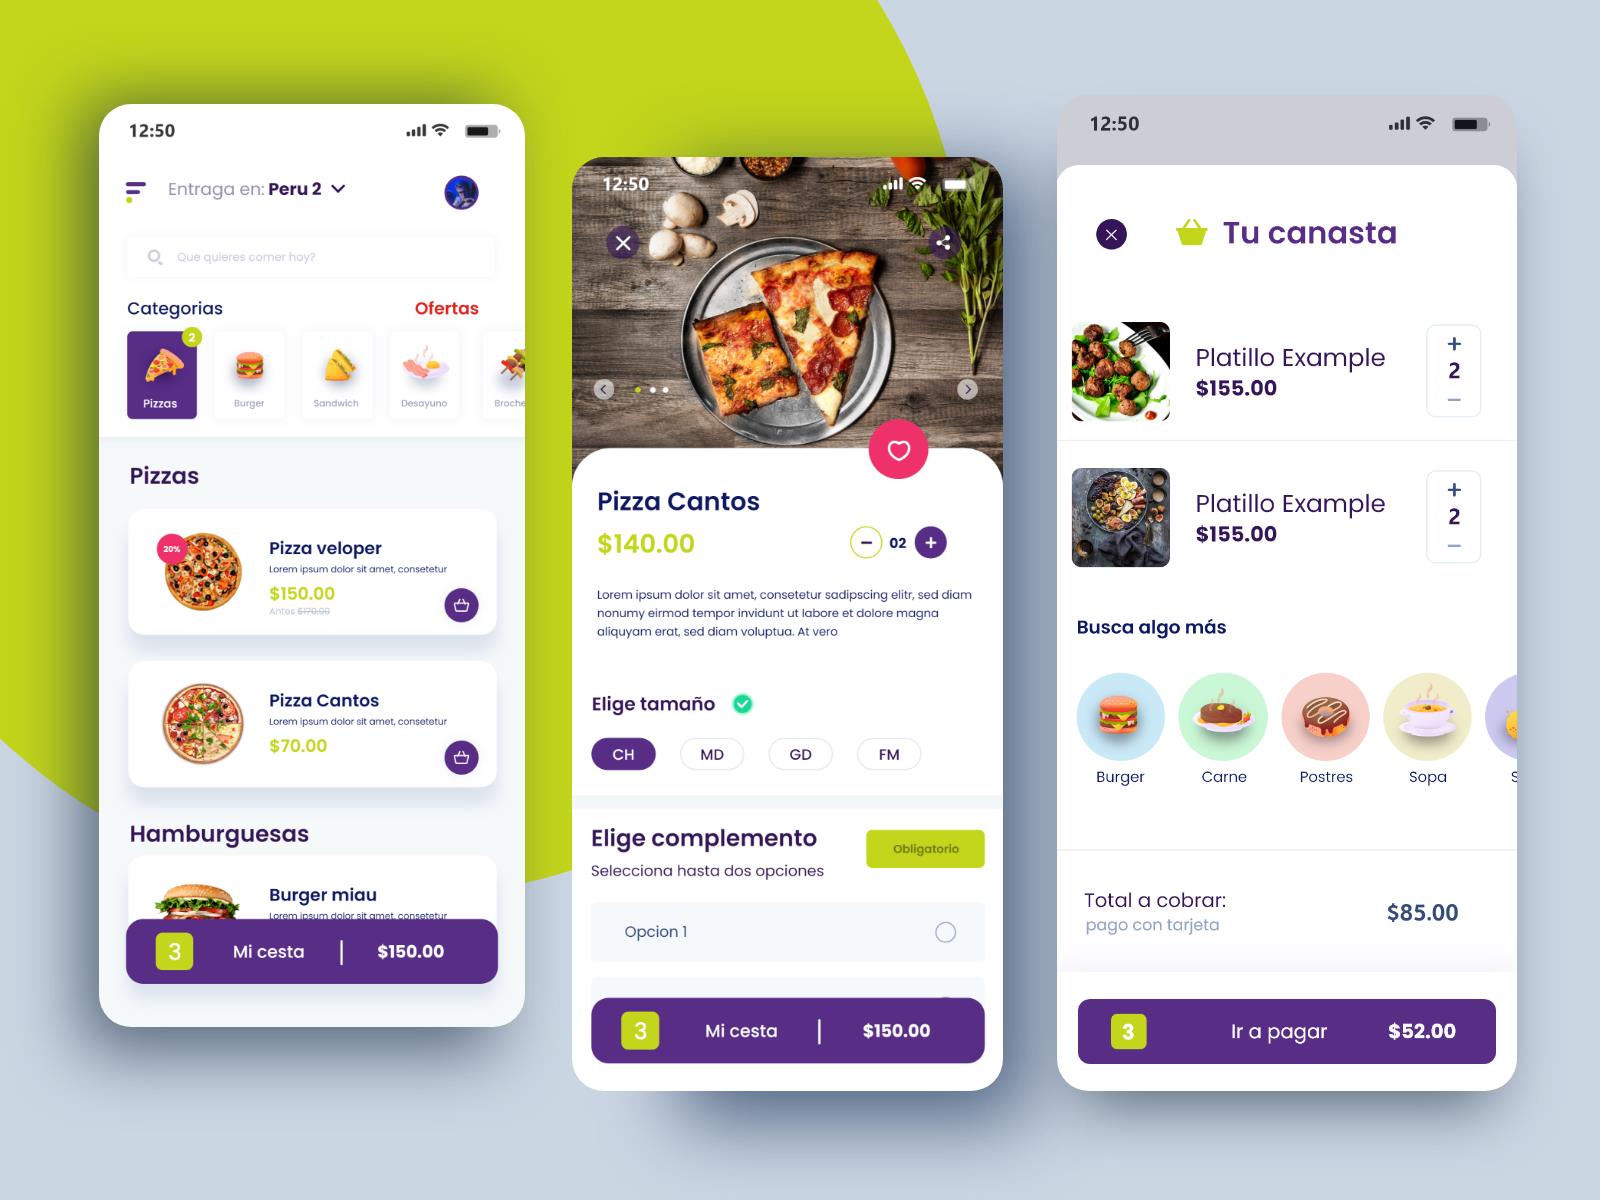 12:50
Entraga en: Peru 2
Que quieres comer hoy?
Categorias
Ofertas
2
Pizzas
Burger
Sandwich
Desayuno
Broche
Pizzas
20%
Pizza veloper
Lorem ipsum dolor sit amet, consetetur
$150.00
Antes $170.00
Pizza Cantos
Lorem ipsum dolor sit amet, consetetur
$70.00
Hamburguesas
Burger miau
Lorem ipsum dolor sit amet, consetetur
3 Mi cesta | $150.00
12:50
Pizza Cantos
$140.00
02
Lorem ipsum dolor sit amet, consetetur sadipscing elitr, sed diam
nonumy eirmod tempor invidunt ut labore et dolore magna
aliquyam erat, sed diam voluptua. At vero
Elige tamaño
CH MD GD FM
Elige complemento
Obligatorio
Selecciona hasta dos opciones
Opcion 1
3 Mi cesta | $150.00
12:50
Tu canasta
Platillo Example
$155.00
2
Platillo Example
$155.00
2
Busca algo más
Burger Carne Postres Sopa S
Total a cobrar:
pago con tarjeta
$85.00
3 Ir a pagar $52.00